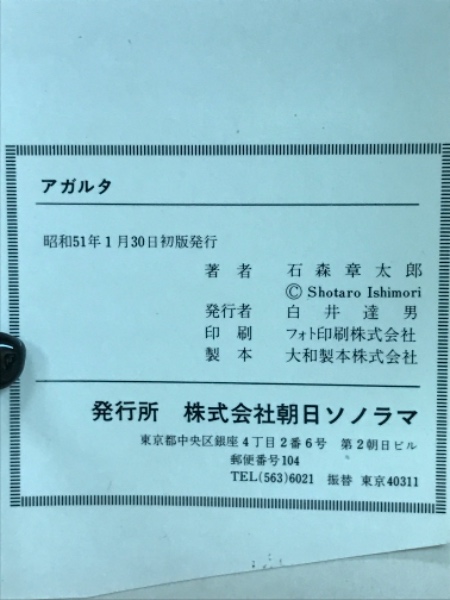 アガルタ
昭和51年1月30日初版発行
著者 石森章太郎
© Shotaro Ishimori
発行者 白井達男
印刷 フォト印刷株式会社
製本 大和製本株式会社
発行所 株式会社朝日ソノラマ
東京都中央区銀座4丁目2番6号 第2朝日ビル
郵便番号104
TEL(563)6021 振替 東京40311